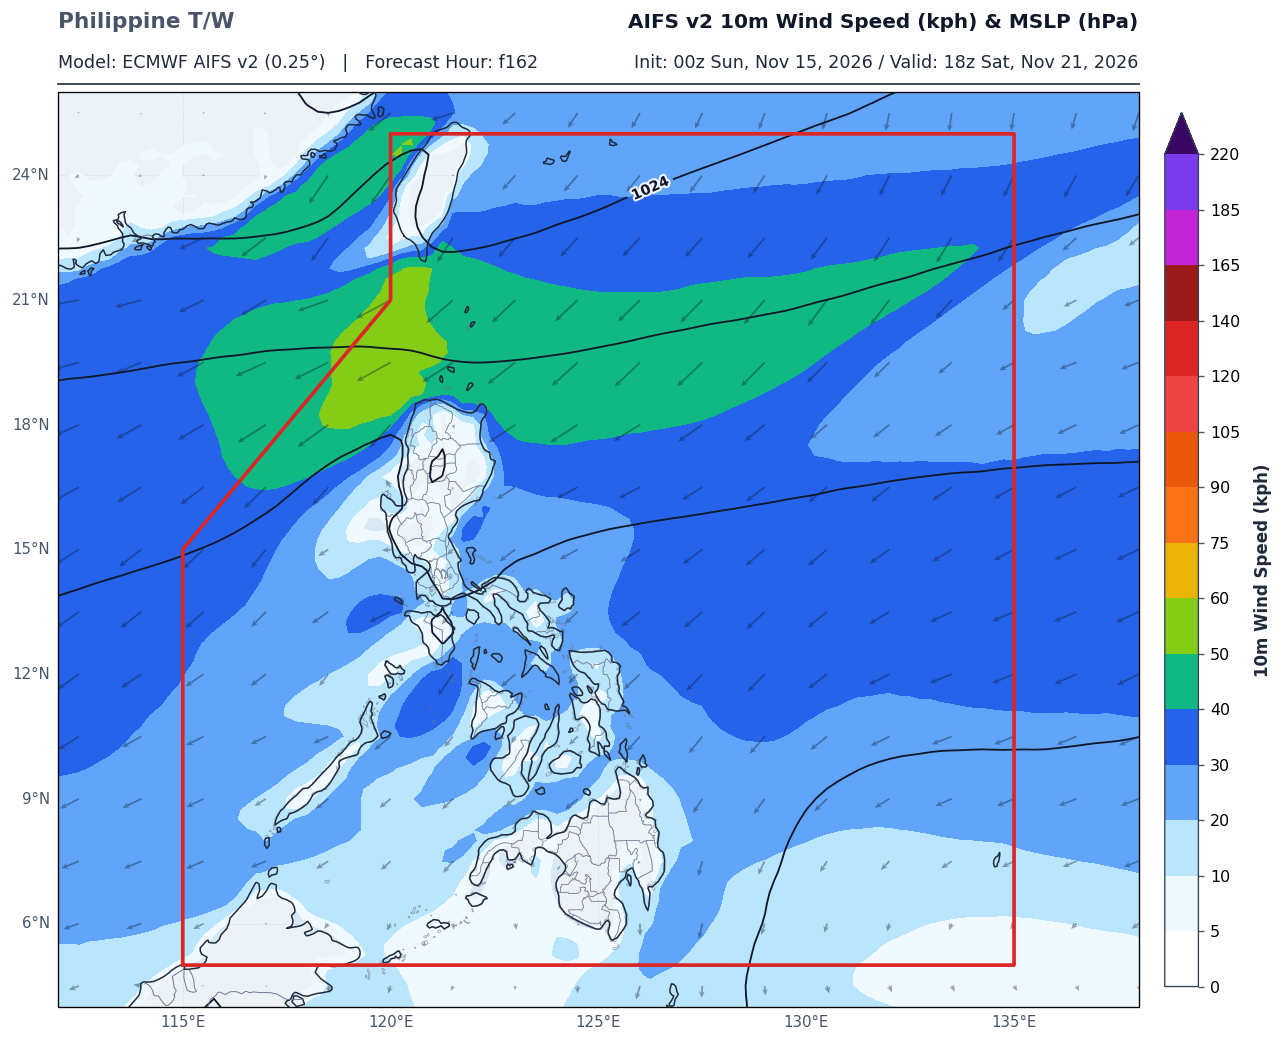 Philippine T/W
AIFS v2 10m Wind Speed (kph) & MSLP (hPa)
Model: ECMWF AIFS v2 (0.25°) | Forecast Hour: f162
Init: 00z Sun, Nov 15, 2026 / Valid: 18z Sat, Nov 21, 2026
24°N
21°N
18°N
15°N
12°N
9°N
6°N
1024
115°E
120°E
125°E
130°E
135°E
220
185
165
140
120
105
90
75
60
50
40
30
20
10
5
0
10m Wind Speed (kph)